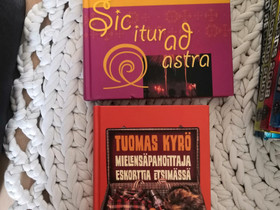 Sic
itur ad
astra
TUOMAS KYRÖ
MIELENSÄPAHOITTAJA
ESKORTTIA ETSIMÄSSÄ